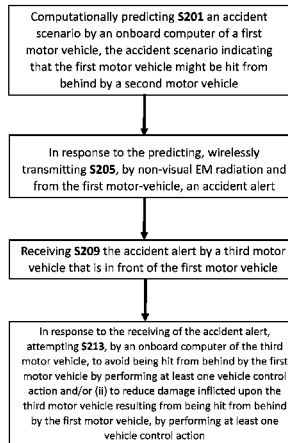 Computationally predicting S201 an accident
scenario by an onboard computer of a first
motor vehicle, the accident scenario indicating
that the first motor vehicle might be hit from
behind by a second motor vehicle
In response to the predicting, wirelessly
transmitting S205, by non-visual EM radiation and
from the first motor-vehicle, an accident alert
Receiving S209 the accident alert by a third motor
vehicle that is in front of the first motor vehicle
In response to the receiving of the accident alert,
attempting S213, by an onboard computer of the third
motor vehicle, to avoid being hit from behind by the first
motor vehicle by performing at least one vehicle control
action and/or (ii) to reduce damage inflicted upon the
third motor vehicle resulting from being hit from behind
by the first motor vehicle, by performing at least one
vehicle control action